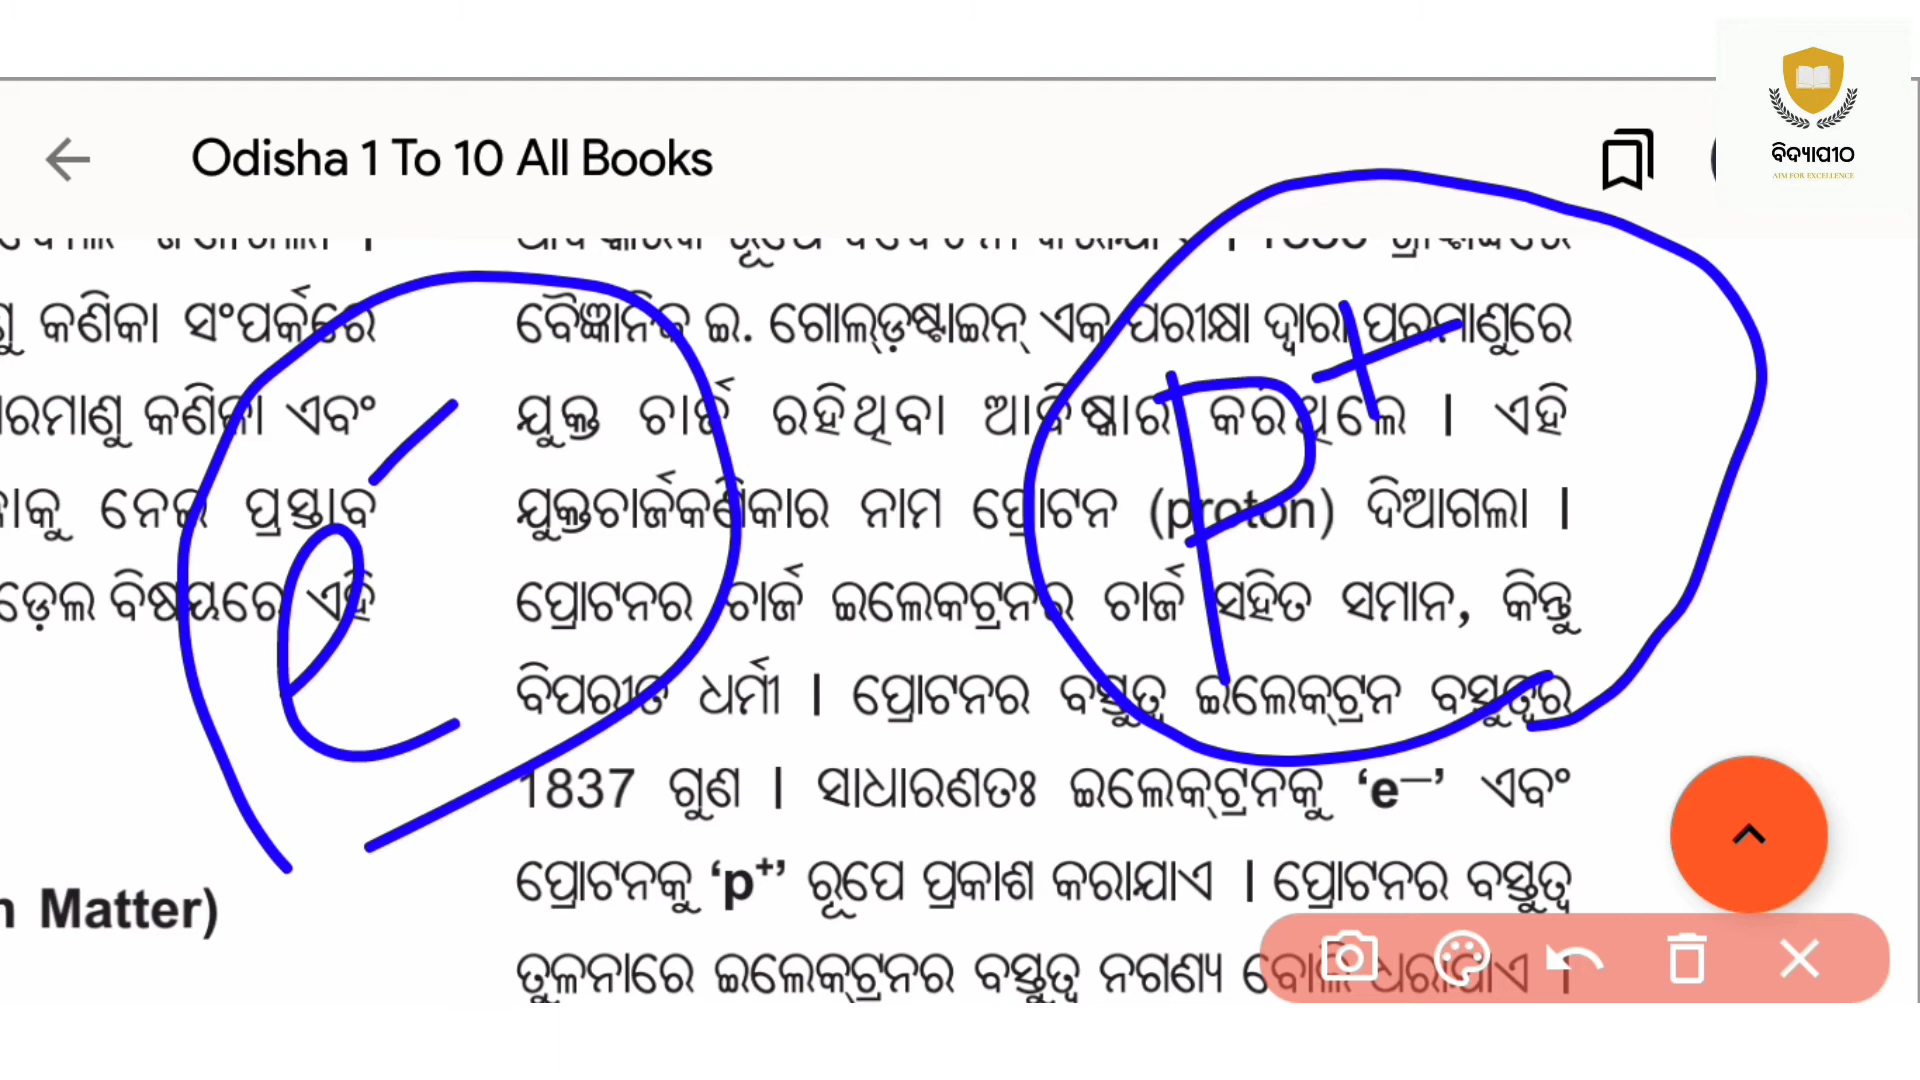 Odisha 1 To 10 All Books
ବିଦ୍ୟାପୀଠ
AIM FOR EXCELLENCE
କଣିକା ସଂପର୍କରେ
ପରମାଣୁ କଣିକା ଏବଂ
ନେଇ ପ୍ରସ୍ତାବ
ବିଷୟରେ ଏହି
Matter)
ବୈଜ୍ଞାନିକ ଇ. ଗୋଲ୍‌ଡ଼ଷ୍ଟାଇନ୍ ଏକ ପରୀକ୍ଷା ଦ୍ୱାରା ପରମାଣୁରେ
ଯୁକ୍ତ ଚାର୍ଜ ରହିଥିବା ଆବିଷ୍କାର କରିଥିଲେ । ଏହି
ଯୁକ୍ତଚାର୍ଜକଣିକାର ନାମ ପ୍ରୋଟନ (proton) ଦିଆଗଲା ।
ପ୍ରୋଟନର ଚାର୍ଜ ଇଲେକଟ୍ରନର ଚାର୍ଜ ସହିତ ସମାନ, କିନ୍ତୁ
ବିପରୀତ ଧର୍ମୀ । ପ୍ରୋଟନର ବସ୍ତୁତ୍ୱ ଇଲେକ୍‌ଟ୍ରନ ବସ୍ତୁତ୍ୱର
1837 ଗୁଣ । ସାଧାରଣତଃ ଇଲେକ୍‌ଟ୍ରନକୁ ‘e—’ ଏବଂ
ପ୍ରୋଟନକୁ ‘p+’ ରୂପେ ପ୍ରକାଶ କରାଯାଏ । ପ୍ରୋଟନର ବସ୍ତୁତ୍ୱ
ତୁଳନାରେ ଇଲେକ୍‌ଟ୍ରନର ବସ୍ତୁତ୍ୱ ନଗଣ୍ୟ ବୋଲି ଧରାଯାଏ ।
e-
P+